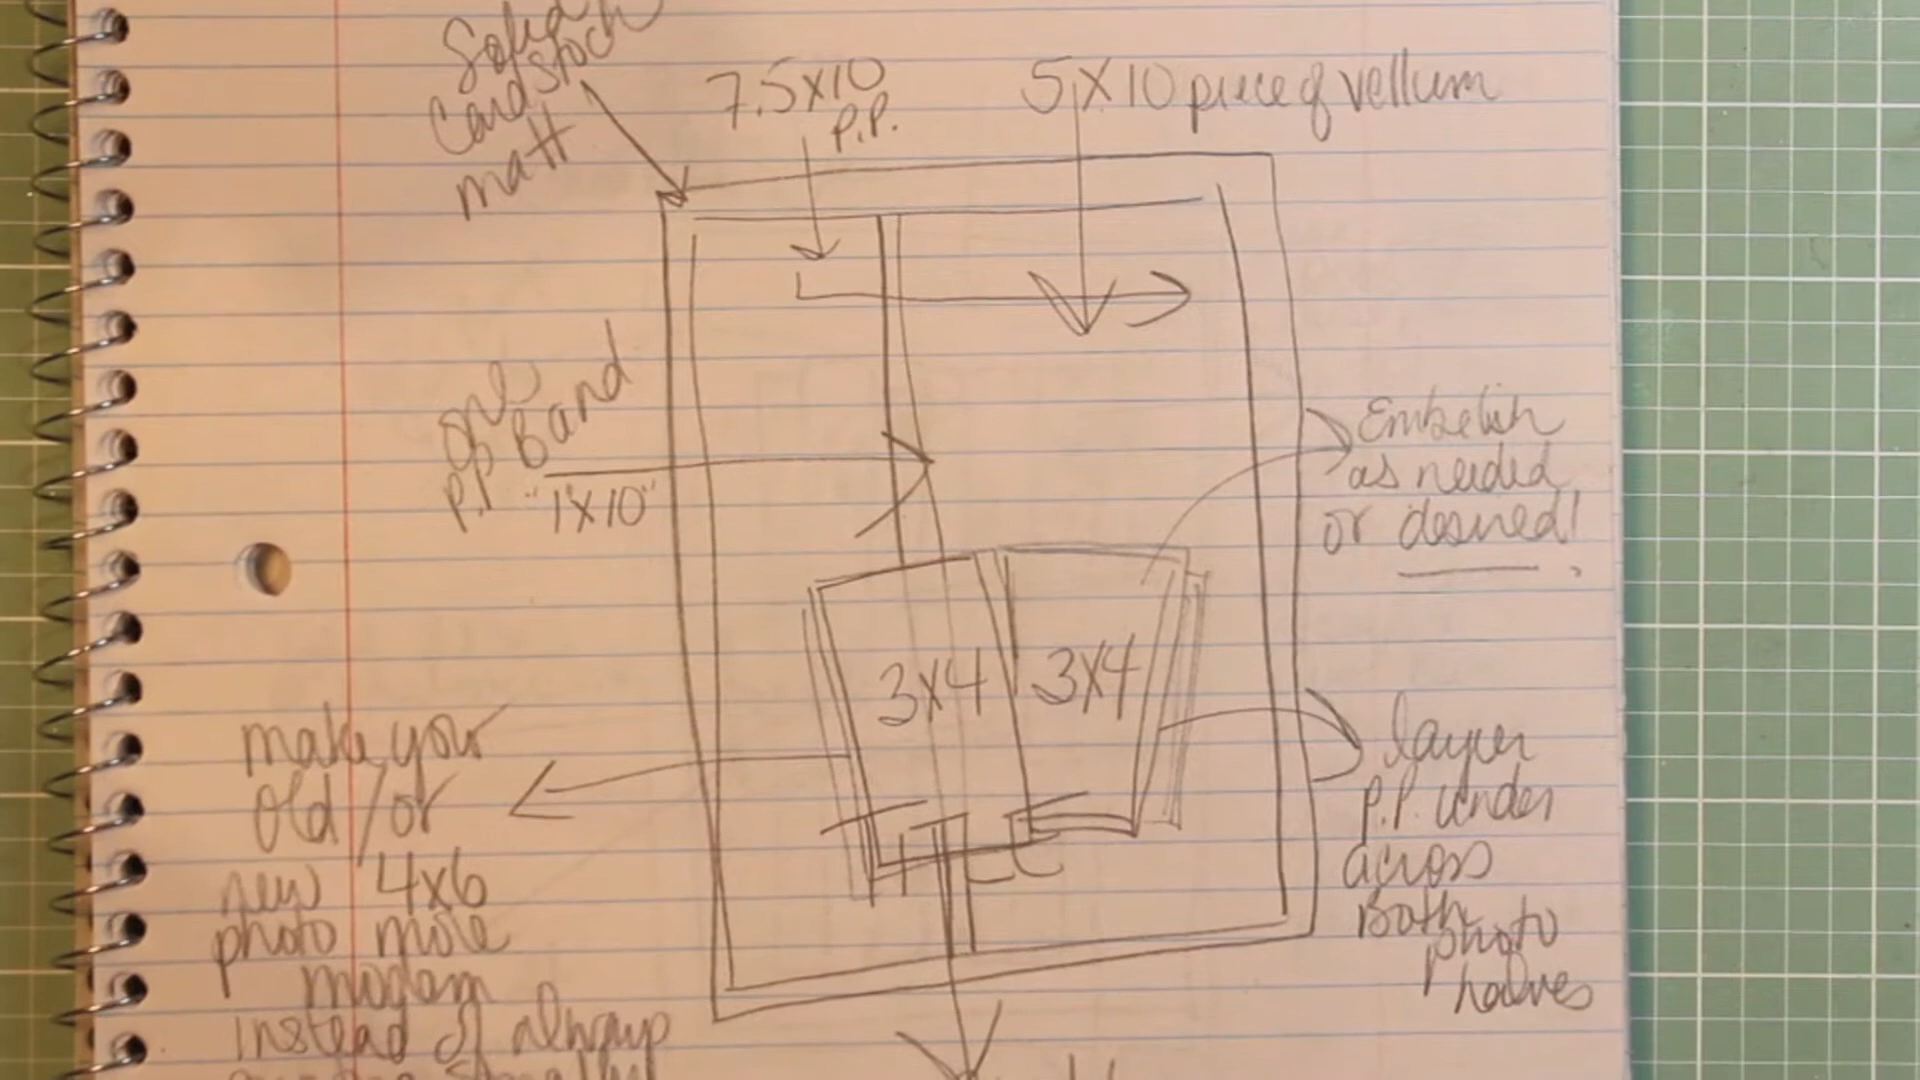 Solid
Cardstock
matt
7.5x10
P.P.
5x10 piece of vellum
one
P.P Band
"1x10"
Embelish
as needed
or desired!
3x4
3x4
make your
old/or
new 4x6
photo more
modern
instead of always
layer
P.P. under
across
Both
photo
halves